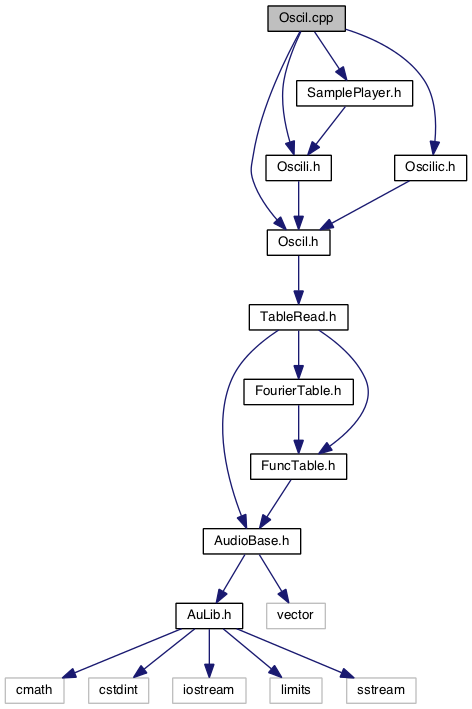 Oscil.cpp
SamplePlayer.h
Oscili.h
Oscilic.h
Oscil.h
TableRead.h
FourierTable.h
FuncTable.h
AudioBase.h
AuLib.h
vector
cmath
cstdint
iostream
limits
sstream